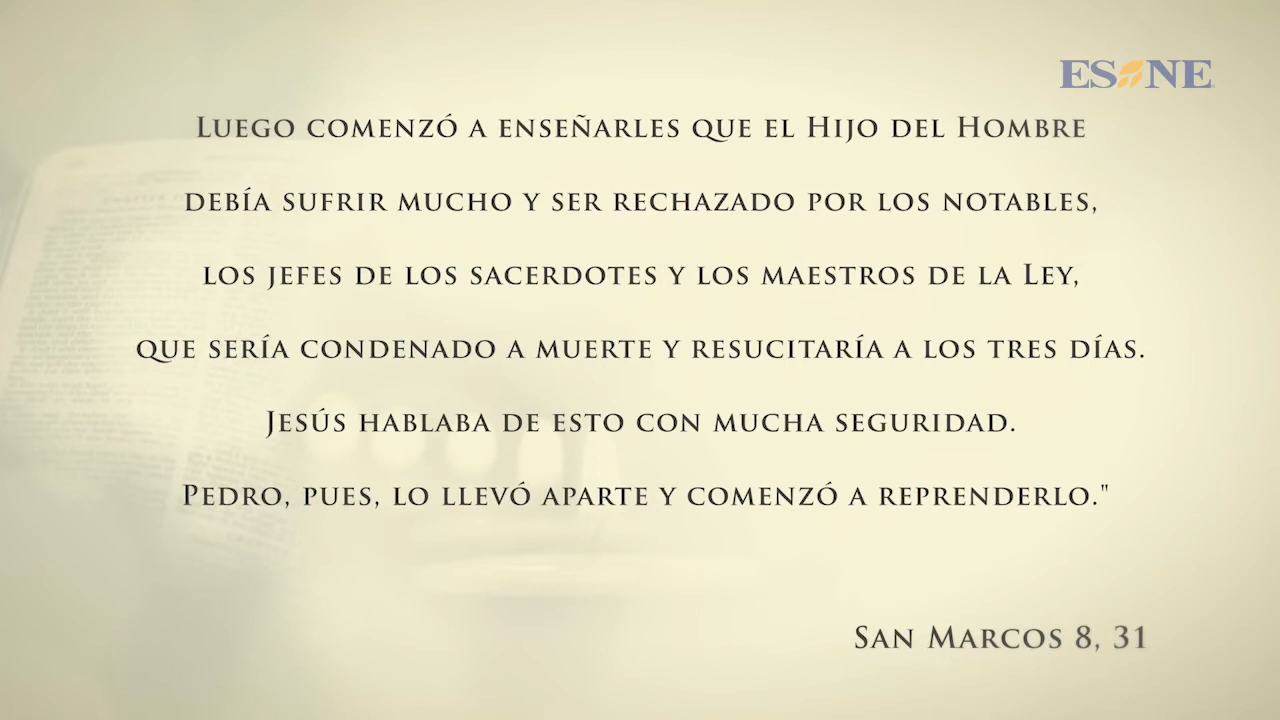 ESNE
Luego comenzó a enseñarles que el Hijo del Hombre
debía sufrir mucho y ser rechazado por los notables,
los jefes de los sacerdotes y los maestros de la Ley,
que sería condenado a muerte y resucitaría a los tres días.
Jesús hablaba de esto con mucha seguridad.
Pedro, pues, lo llevó aparte y comenzó a reprenderlo."
San Marcos 8, 31